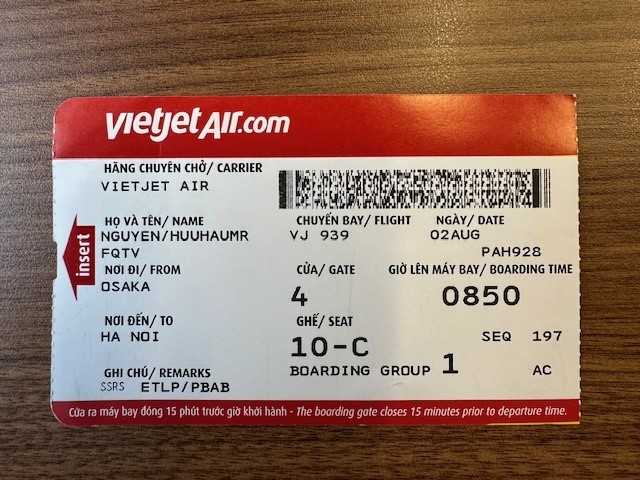 vietjetAir.com
HÃNG CHUYÊN CHỞ/ CARRIER
VIETJET AIR
HỌ VÀ TÊN/ NAME CHUYẾN BAY/ FLIGHT NGÀY/ DATE
NGUYEN/HUUHAUMR VJ 939 02AUG
FQTV PAH928
NƠI ĐI/ FROM CỬA/ GATE GIỜ LÊN MÁY BAY/ BOARDING TIME
OSAKA 4 0850
insert
NƠI ĐẾN/ TO GHẾ/ SEAT
HA NOI 10-C SEQ 197
GHI CHÚ/ REMARKS BOARDING GROUP 1 AC
SSRS ETLP/PBAB
Cửa ra máy bay đóng 15 phút trước giờ khởi hành - The boarding gate closes 15 minutes prior to departure time.